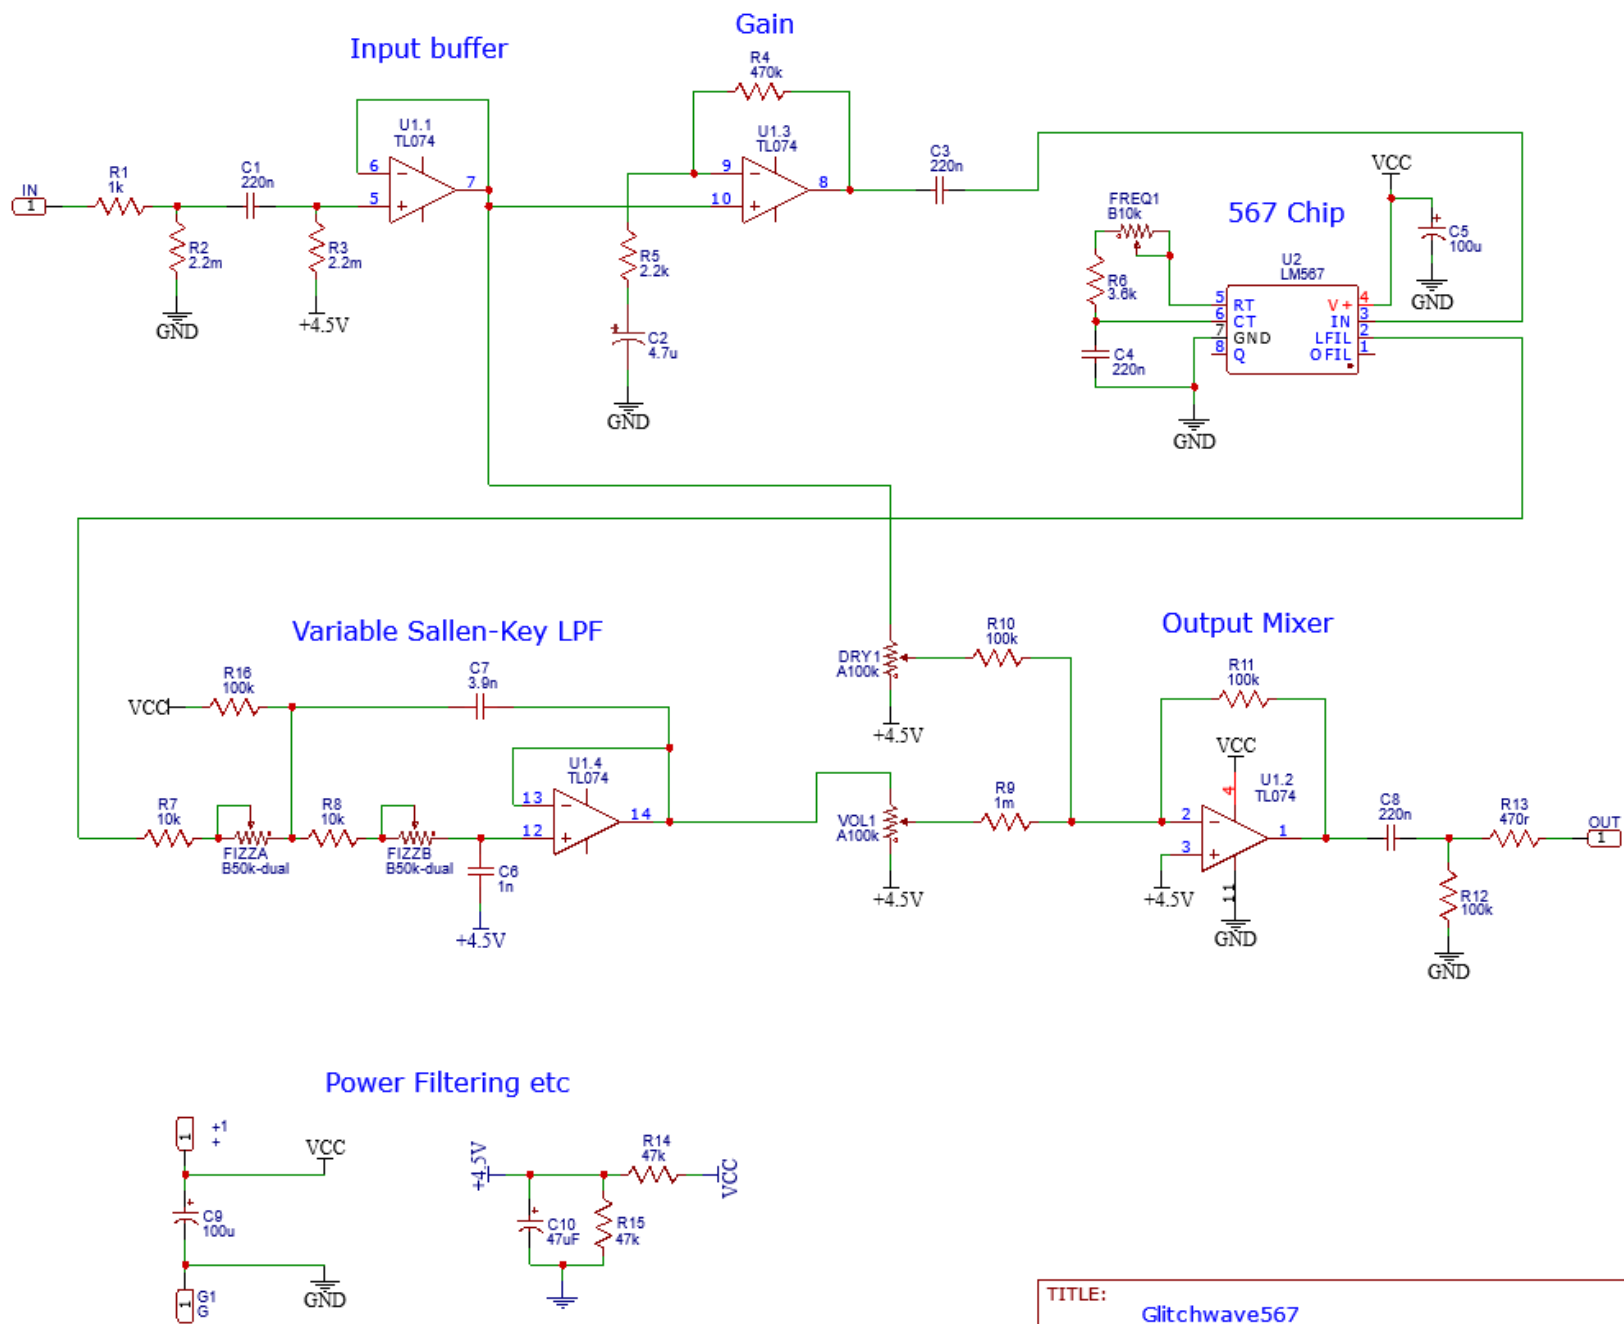 Gain
Input buffer
R4
470k
U1.1
TL074
U1.3
TL074
6
5
7
9
10
8
C3
220n
IN
1
R1
1k
C1
220n
R2
2.2m
R3
2.2m
GND
+4.5V
R5
2.2k
C2
4.7u
GND
VCC
FREQ1
B10k
567 Chip
C5
100u
GND
U2
LM567
R6
3.6k
5
6
7
8
RT
CT
GND
Q
V+
IN
LFIL
OFIL
4
3
2
1
C4
220n
GND
Variable Sallen-Key LPF
Output Mixer
R16
100k
VCC
C7
3.9n
DRY1
A100k
+4.5V
R10
100k
R11
100k
VCC
U1.4
TL074
13
12
14
R7
10k
FIZZA
B50k-dual
R8
10k
FIZZB
B50k-dual
C6
1n
+4.5V
VOL1
A100k
+4.5V
R9
1m
4
U1.2
TL074
2
3
1
+4.5V
11
GND
C8
220n
R13
470r
OUT
1
R12
100k
GND
Power Filtering etc
1
+1
+
VCC
C9
100u
1
G1
G
GND
+4.5V
R14
47k
VCC
C10
47uF
R15
47k
TITLE:
Glitchwave567